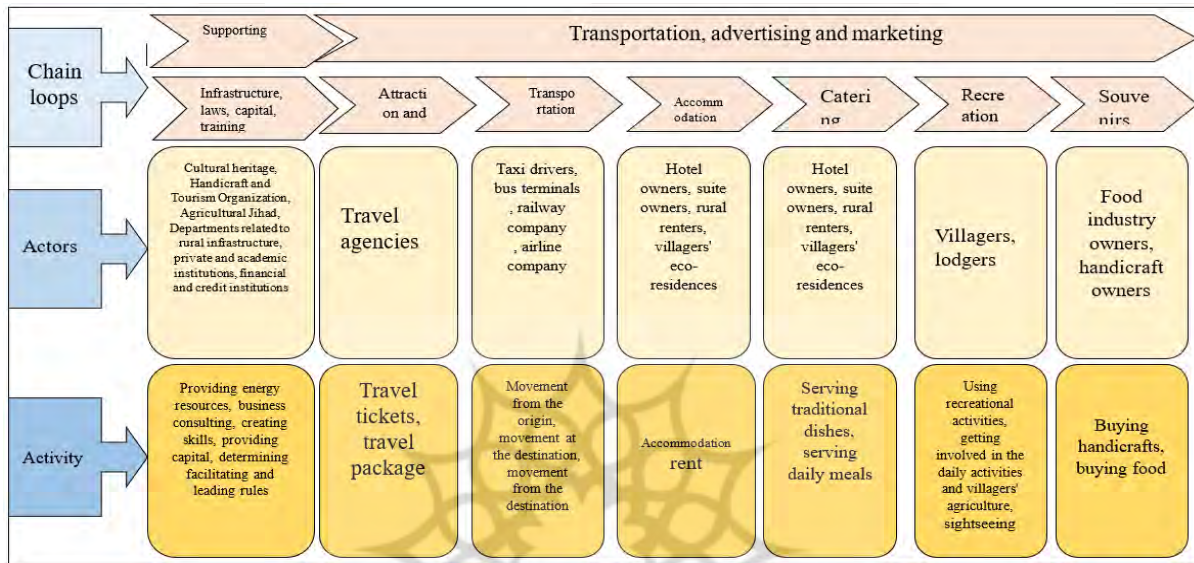 Chain
loops
Supporting
Transportation, advertising and marketing
Infrastructure,
laws, capital,
training
Attracti
on and
Transpo
rtation
Accomm
odation
Cateri
ng
Recre
ation
Souve
nirs
Actors
Cultural heritage,
Handicraft and
Tourism Organization,
Agricultural Jihad,
Departments related to
rural infrastructure,
private and academic
institutions, financial
and credit institutions
Travel
agencies
Taxi drivers,
bus terminals
, railway
company
, airline
company
Hotel
owners, suite
owners, rural
renters,
villagers'
eco-
residences
Hotel
owners, suite
owners, rural
renters,
villagers'
eco-
residences
Villagers,
lodgers
Food
industry
owners,
handicraft
owners
Activity
Providing energy
resources, business
consulting, creating
skills, providing
capital, determining
facilitating and
leading rules
Travel
tickets,
travel
package
Movement
from the
origin,
movement at
the destination,
movement
from the
destination
Accommodation
rent
Serving
traditional
dishes,
serving
daily meals
Using
recreational
activities,
getting
involved in the
daily activities
and villagers'
agriculture,
sightseeing
Buying
handicrafts,
buying food